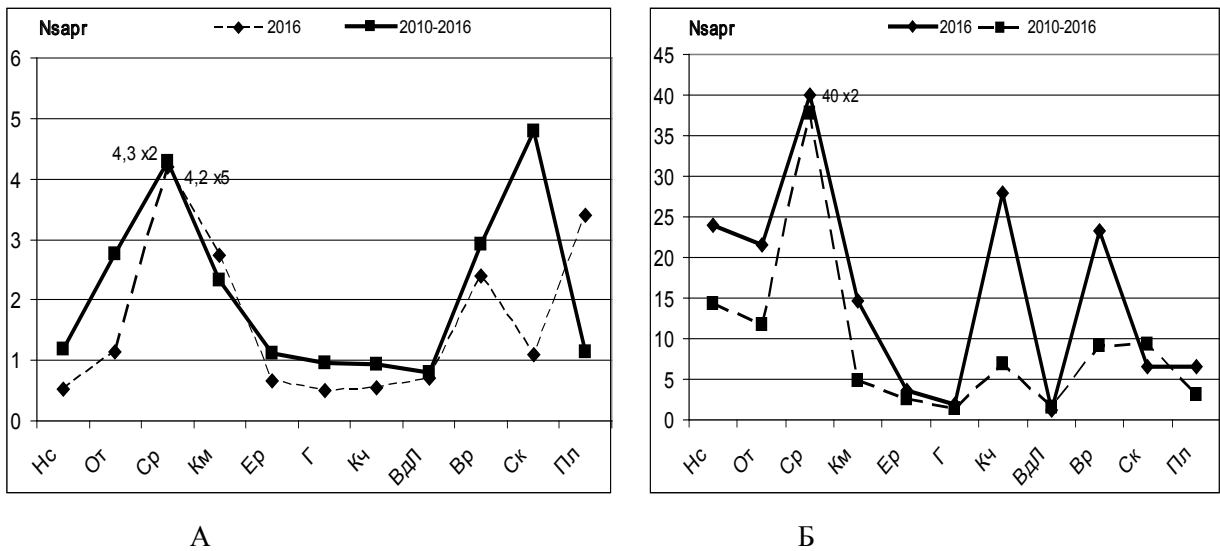 Nsapr 2016 2010-2016
6
5
4
3
2
1
0
4,3 x2
4,2 x5
Нс От Ср Км Ер Г Кч ВдП Вр Ск Пл
А
Nsapr 2016 2010-2016
45
40
35
30
25
20
15
10
5
0
40 x2
Нс От Ср Км Ер Г Кч ВдП Вр Ск Пл
Б